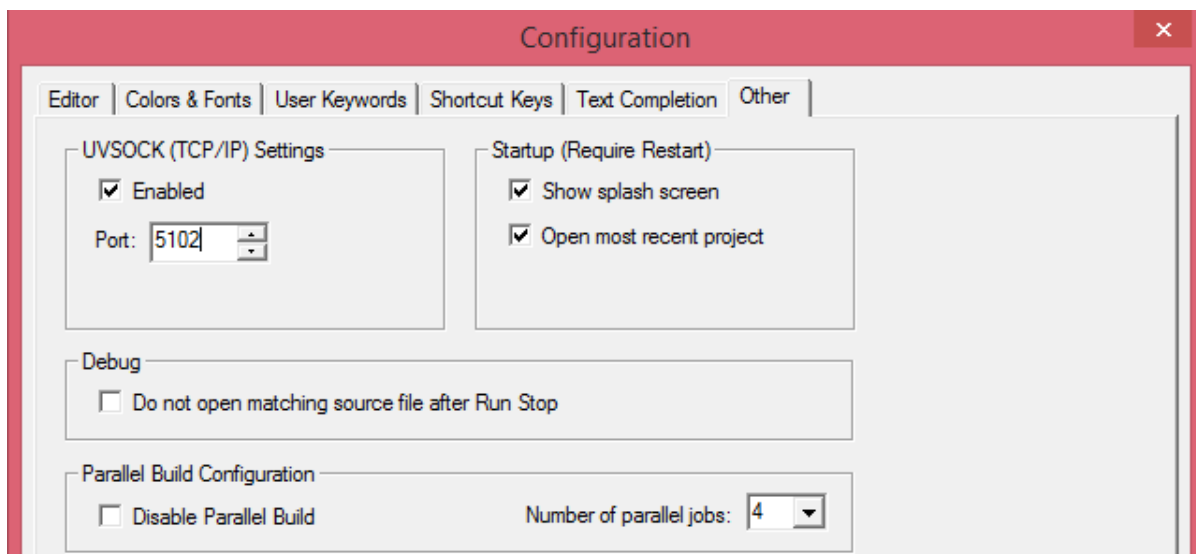 Configuration
Editor Colors & Fonts User Keywords Shortcut Keys Text Completion Other
UVSOCK (TCP/IP) Settings
Enabled
Port: 5102
Startup (Require Restart)
Show splash screen
Open most recent project
Debug
Do not open matching source file after Run Stop
Parallel Build Configuration
Disable Parallel Build
Number of parallel jobs: 4